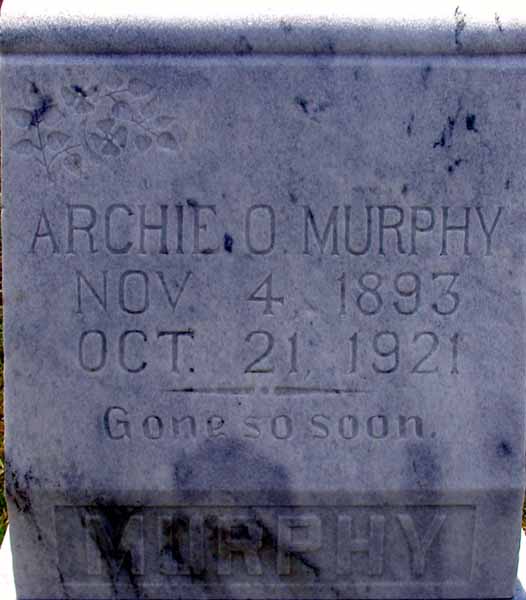 ARCHIE O. MURPHY
NOV. 4, 1893
OCT. 21, 1921
Gone so soon.
MURPHY